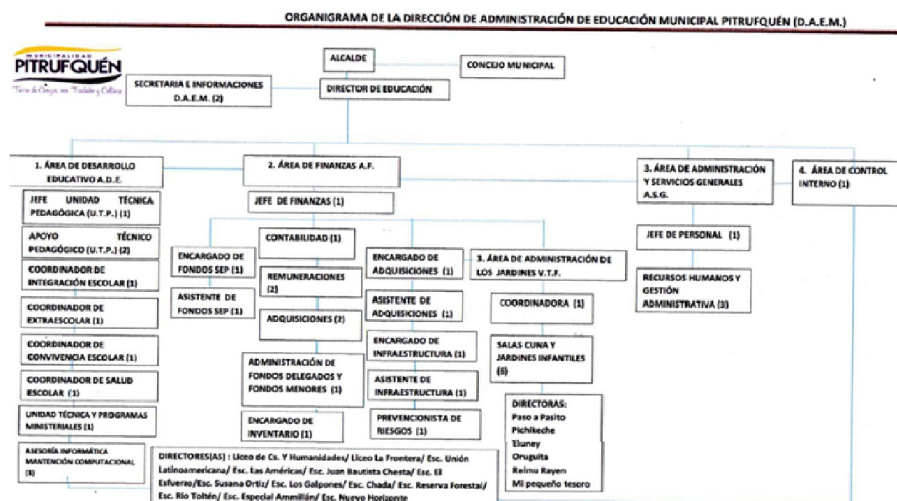 ORGANIGRAMA DE LA DIRECCIÓN DE ADMINISTRACIÓN DE EDUCACIÓN MUNICIPAL PITRUFQUÉN (D.A.E.M.)
MUNICIPALIDAD
PITRUFQUÉN
ALCALDE
CONCEJO MUNICIPAL
SECRETARIA E INFORMACIONES
D.A.E.M. (2)
DIRECTOR DE EDUCACIÓN
1. ÁREA DE DESARROLLO
EDUCATIVO A.D.E.
2. ÁREA DE FINANZAS A.F.
3. ÁREA DE ADMINISTRACIÓN
Y SERVICIOS GENERALES
A.S.G.
4. ÁREA DE CONTROL
INTERNO (1)
JEFE UNIDAD TÉCNICA
PEDAGÓGICA (U.T.P.) (1)
APOYO TÉCNICO
PEDAGÓGICO (U.T.P.) (2)
COORDINADOR DE
INTEGRACIÓN ESCOLAR (1)
COORDINADOR DE
EXTRAESCOLAR (1)
COORDINADOR DE
CONVIVENCIA ESCOLAR (1)
COORDINADOR DE SALUD
ESCOLAR (1)
UNIDAD TÉCNICA Y PROGRAMAS
MINISTERIALES (1)
ASESORÍA INFORMÁTICA
MANTENCIÓN COMPUTACIONAL
JEFE DE FINANZAS (1)
ENCARGADO DE
FONDOS SEP (1)
ASISTENTE DE
FONDOS SEP (1)
CONTABILIDAD (1)
REMUNERACIONES
(2)
ADQUISICIONES (2)
ADMINISTRACIÓN DE
FONDOS DELEGADOS Y
FONDOS MENORES (1)
ENCARGADO DE
INVENTARIO (1)
ENCARGADO DE
ADQUISICIONES (1)
ASISTENTE DE
ADQUISICIONES (1)
ENCARGADO DE
INFRAESTRUCTURA (1)
ASISTENTE DE
INFRAESTRUCTURA (1)
PREVENCIONISTA DE
RIESGOS (1)
3. ÁREA DE ADMINISTRACIÓN DE
LOS JARDINES V.T.F.
COORDINADORA (1)
SALAS CUNA Y
JARDINES INFANTILES
(6)
DIRECTORAS:
Paso a Pasito
Pichikeche
Eluney
Oruguita
Reimu Rayen
Mi pequeño tesoro
JEFE DE PERSONAL (1)
RECURSOS HUMANOS Y
GESTIÓN
ADMINISTRATIVA (3)
DIRECTORES(AS) : Liceo de Cs. Y Humanidades/ Liceo La Frontera/ Esc. Unión
Latinoamericana/ Esc. Las Américas/ Esc. Juan Bautista Chesta/ Esc. El
Esfuerzo/Esc. Susana Ortiz/ Esc. Los Galpones/ Esc. Chada/ Esc. Reserva Forestal/
Esc. Río Toltén/ Esc. Especial Ammillán/ Esc. Nuevo Horizonte